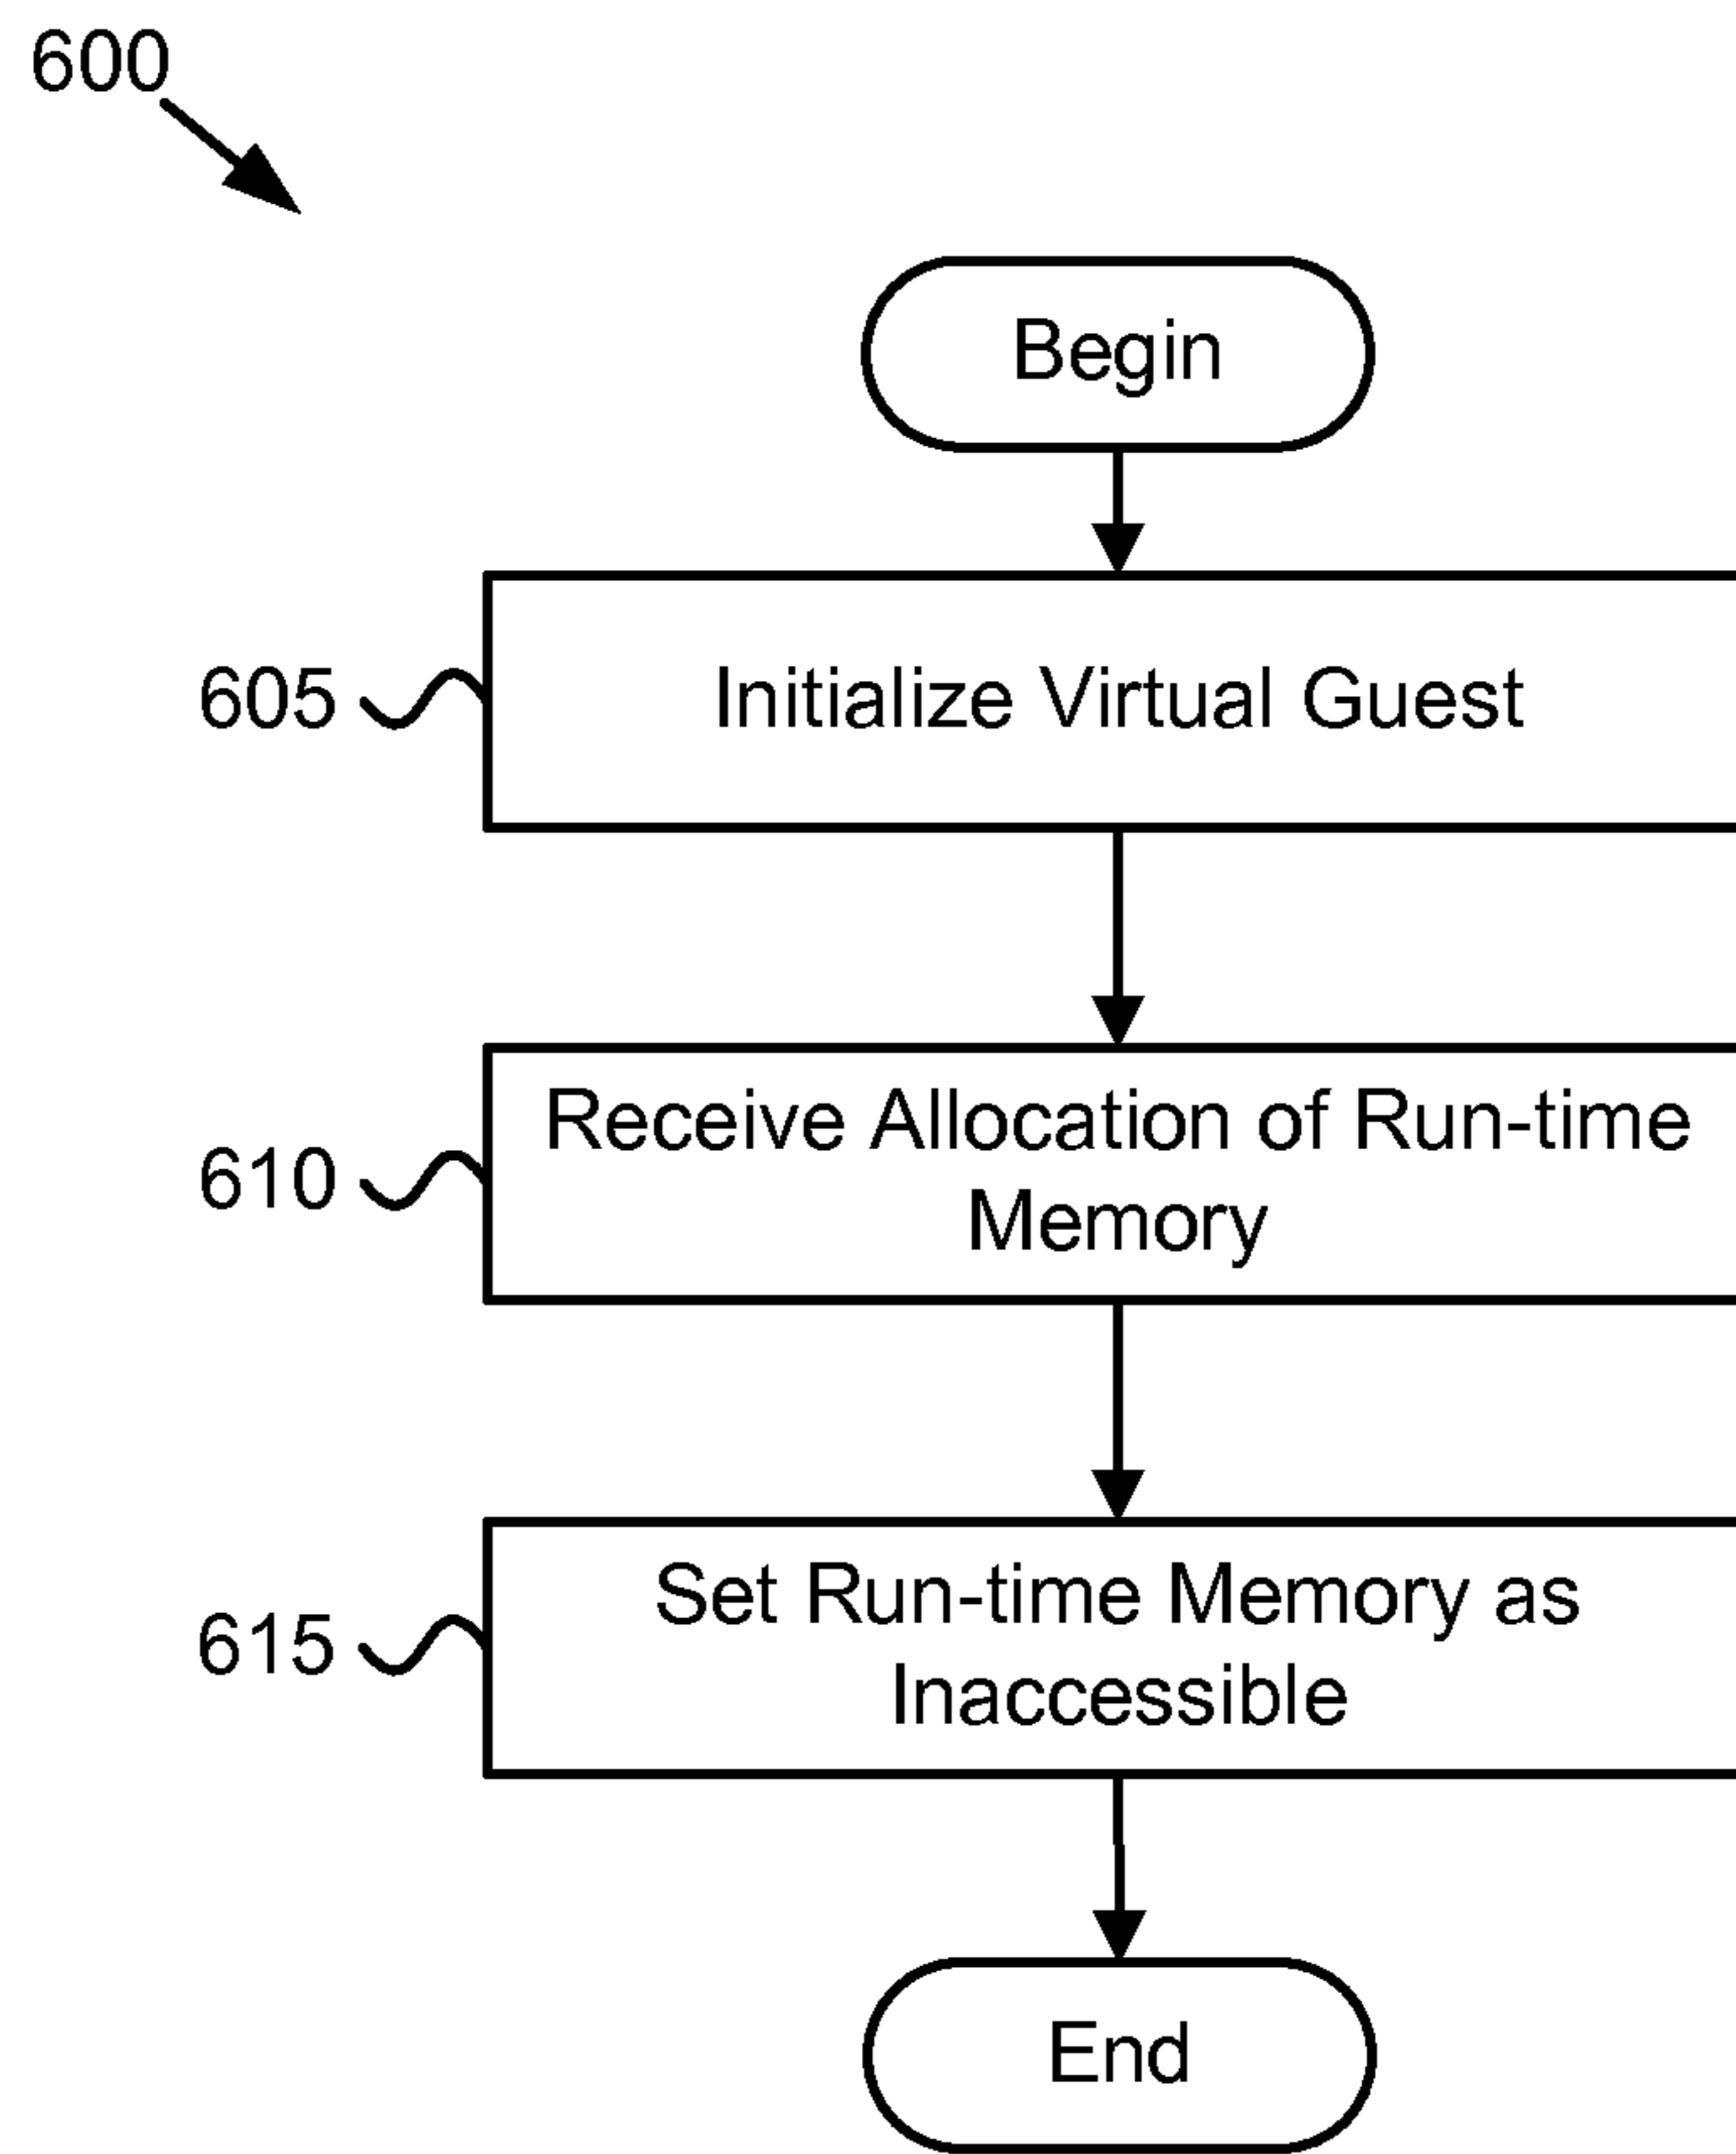 600
Begin
605
Initialize Virtual Guest
610
Receive Allocation of Run-time
Memory
615
Set Run-time Memory as
Inaccessible
End